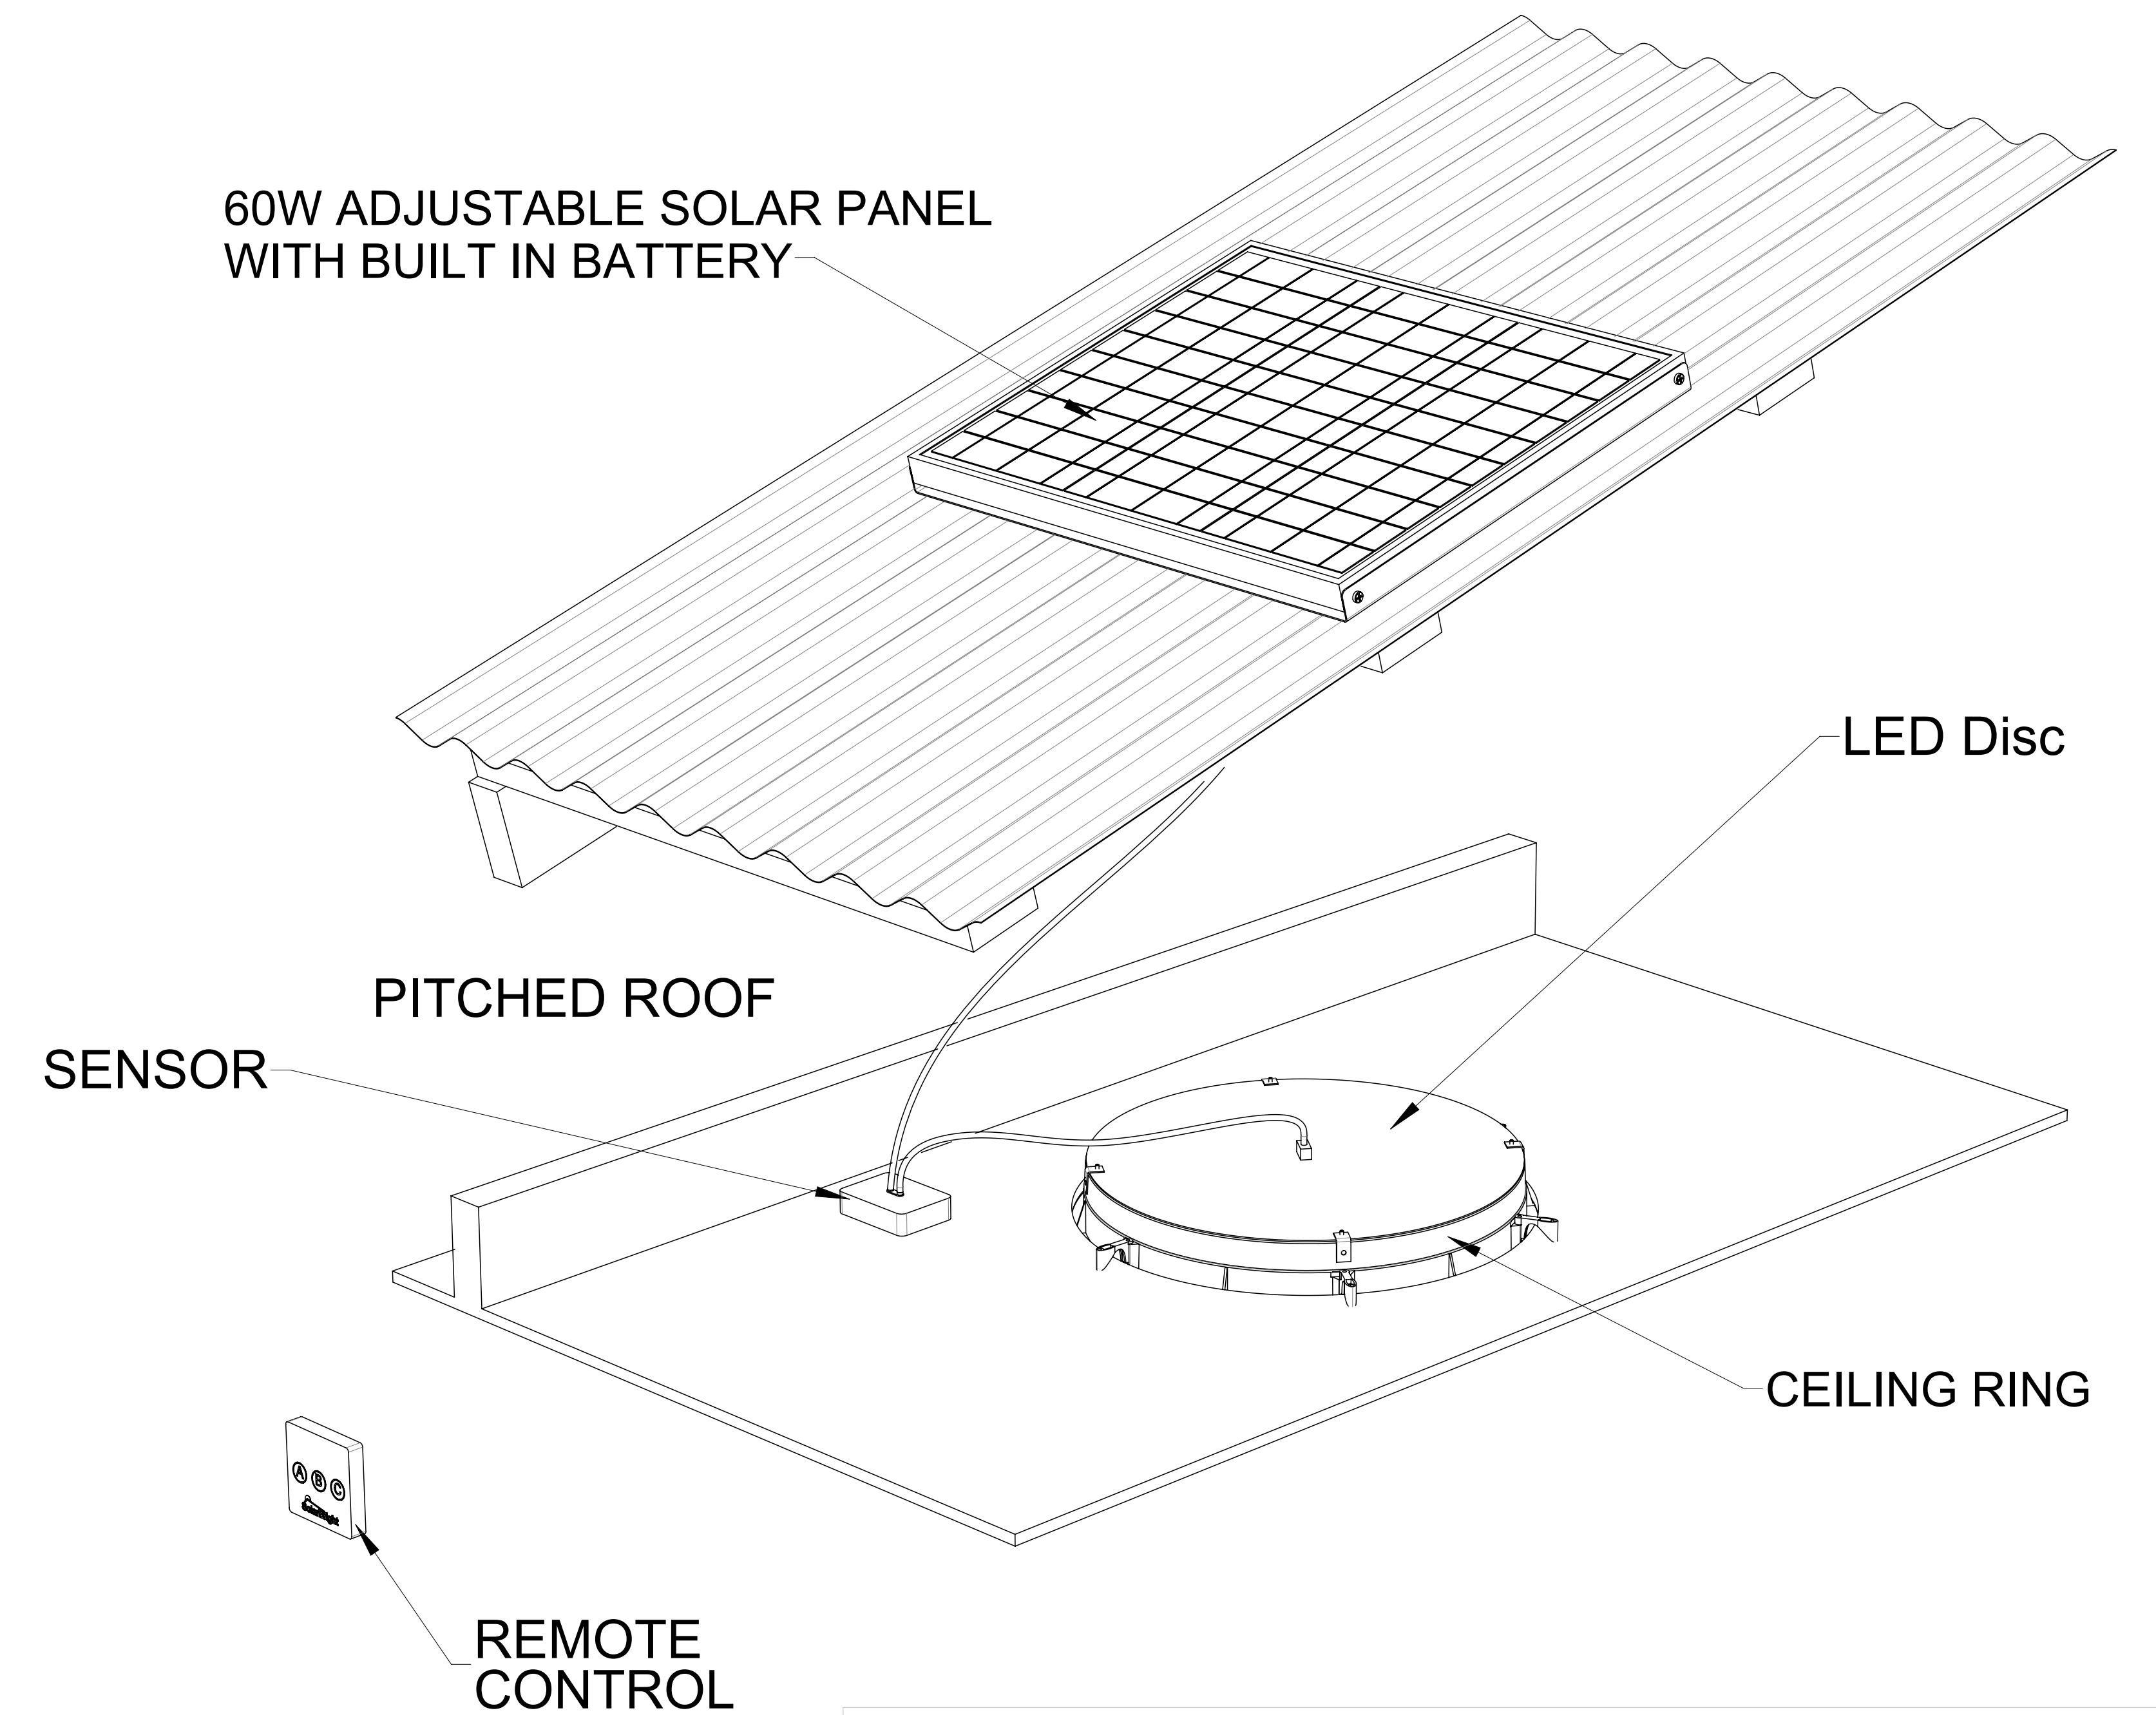 60W ADJUSTABLE SOLAR PANEL
WITH BUILT IN BATTERY
LED Disc
PITCHED ROOF
SENSOR
CEILING RING
A B C
REMOTE
CONTROL